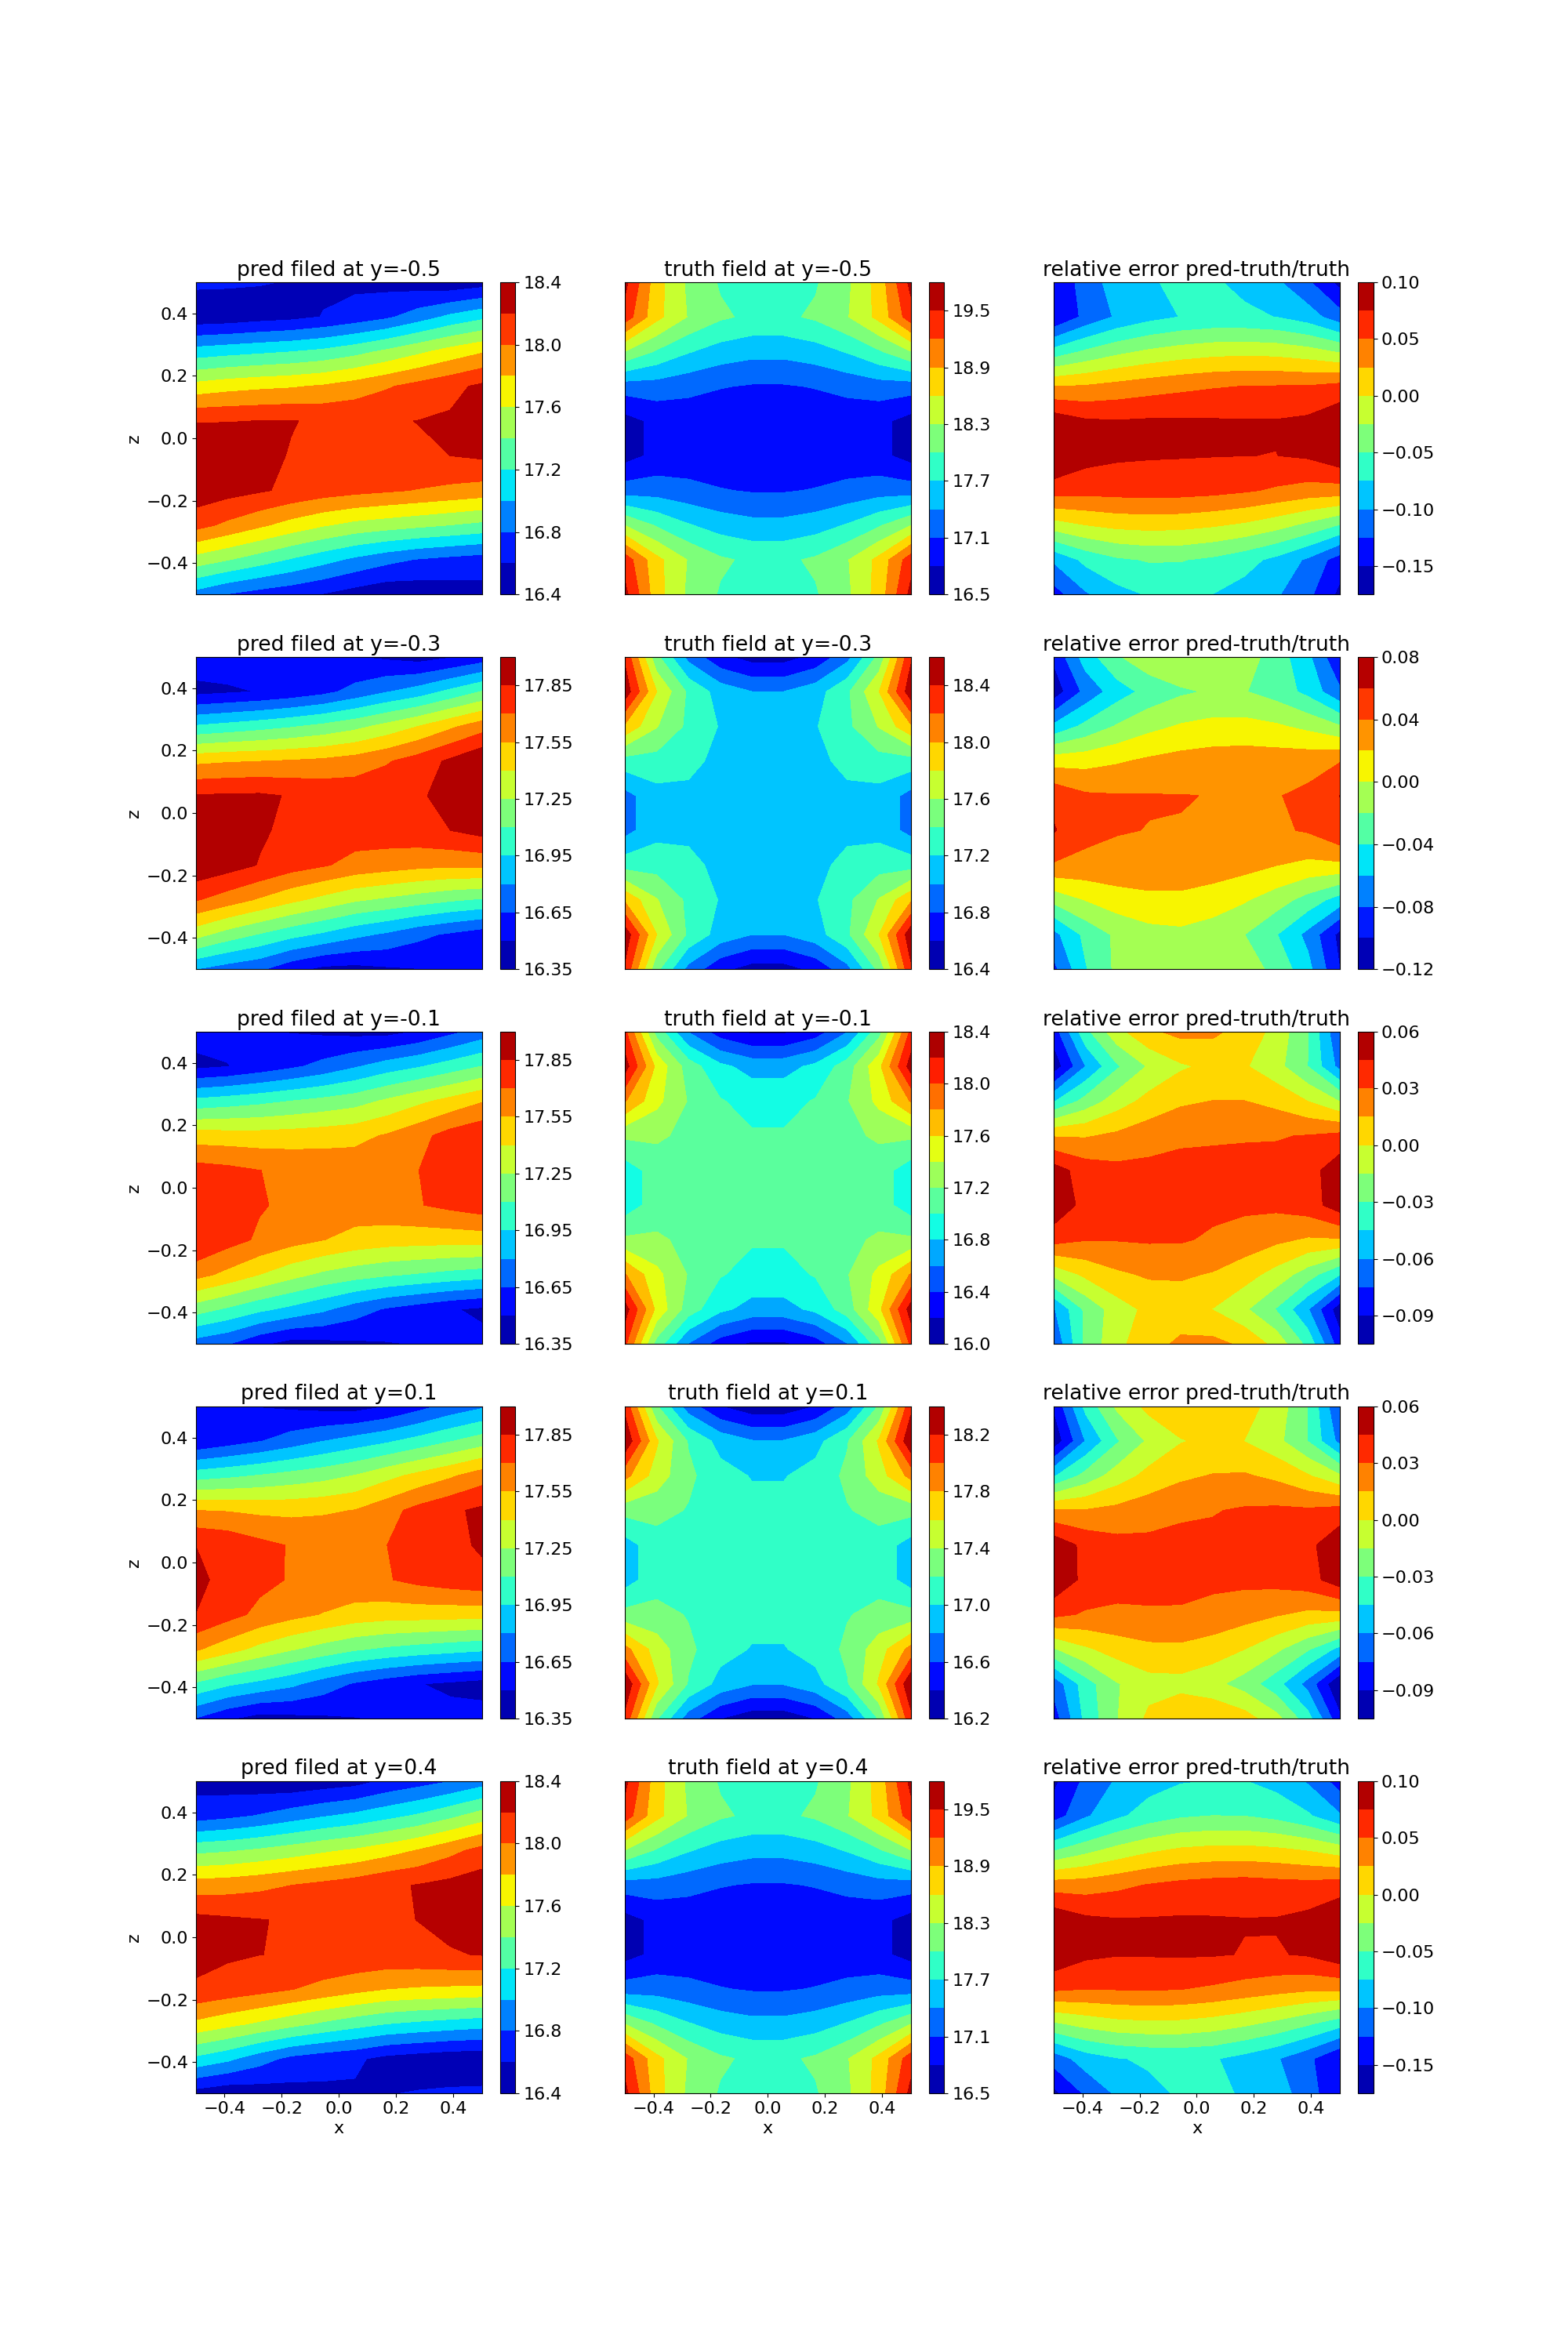 pred filed at y=-0.5 truth field at y=-0.5 relative error pred-truth/truth
z 0.4 0.2 0.0 −0.2 −0.4
18.4 18.0 17.6 17.2 16.8 16.4
19.5 18.9 18.3 17.7 17.1 16.5
0.10 0.05 0.00 −0.05 −0.10 −0.15
pred filed at y=-0.3 truth field at y=-0.3 relative error pred-truth/truth
z 0.4 0.2 0.0 −0.2 −0.4
17.85 17.55 17.25 16.95 16.65 16.35
18.4 18.0 17.6 17.2 16.8 16.4
0.08 0.04 0.00 −0.04 −0.08 −0.12
pred filed at y=-0.1 truth field at y=-0.1 relative error pred-truth/truth
z 0.4 0.2 0.0 −0.2 −0.4
17.85 17.55 17.25 16.95 16.65 16.35
18.4 18.0 17.6 17.2 16.8 16.4 16.0
0.06 0.03 0.00 −0.03 −0.06 −0.09
pred filed at y=0.1 truth field at y=0.1 relative error pred-truth/truth
z 0.4 0.2 0.0 −0.2 −0.4
17.85 17.55 17.25 16.95 16.65 16.35
18.2 17.8 17.4 17.0 16.6 16.2
0.06 0.03 0.00 −0.03 −0.06 −0.09
pred filed at y=0.4 truth field at y=0.4 relative error pred-truth/truth
z 0.4 0.2 0.0 −0.2 −0.4
18.4 18.0 17.6 17.2 16.8 16.4
19.5 18.9 18.3 17.7 17.1 16.5
0.10 0.05 0.00 −0.05 −0.10 −0.15
−0.4 −0.2 0.0 0.2 0.4 −0.4 −0.2 0.0 0.2 0.4 −0.4 −0.2 0.0 0.2 0.4
x x x